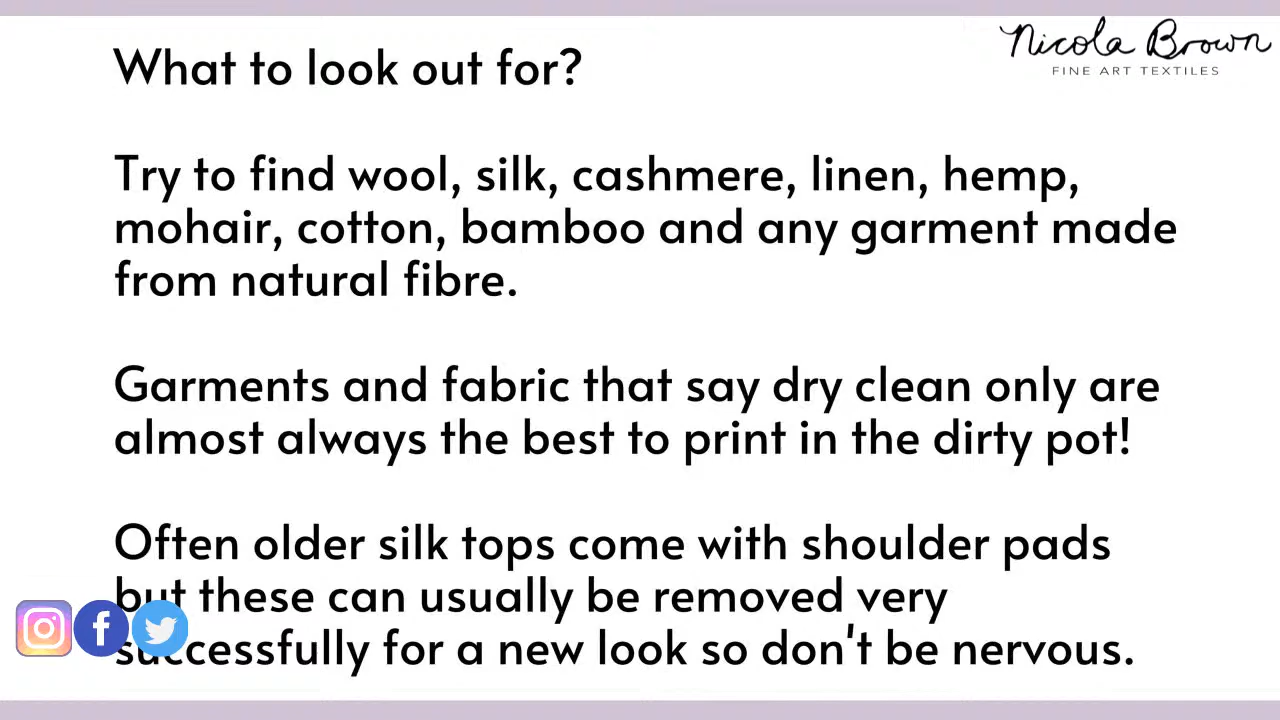 Nicola Brown
FINE ART TEXTILES
What to look out for?
Try to find wool, silk, cashmere, linen, hemp,
mohair, cotton, bamboo and any garment made
from natural fibre.
Garments and fabric that say dry clean only are
almost always the best to print in the dirty pot!
Often older silk tops come with shoulder pads
but these can usually be removed very
successfully for a new look so don't be nervous.